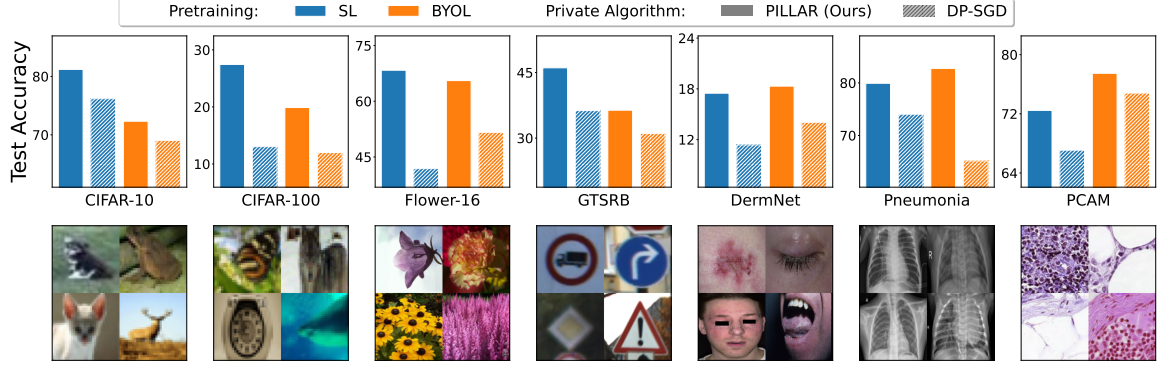 Pretraining: SL BYOL Private Algorithm: PILLAR (Ours) DP-SGD
Test Accuracy
80
70
CIFAR-10
30
20
10
CIFAR-100
75
60
45
Flower-16
45
30
GTSRB
24
18
12
DermNet
80
70
Pneumonia
80
72
64
PCAM
R